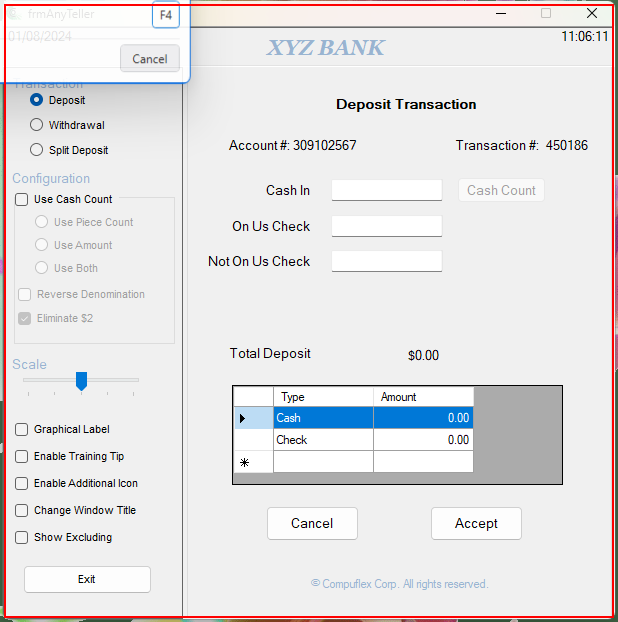 frmAnyTeller
F4
01/08/2024
Cancel
11:06:11
XYZ BANK
Transaction
Deposit
Withdrawal
Split Deposit
Configuration
Use Cash Count
Use Piece Count
Use Amount
Use Both
Reverse Denomination
Eliminate $2
Scale
Graphical Label
Enable Training Tip
Enable Additional Icon
Change Window Title
Show Excluding
Exit
Deposit Transaction
Account #: 309102567 Transaction #: 450186
Cash In Cash Count
On Us Check
Not On Us Check
Total Deposit $0.00
Type Amount
Cash 0.00
Check 0.00
Cancel Accept
© Compuflex Corp. All rights reserved.